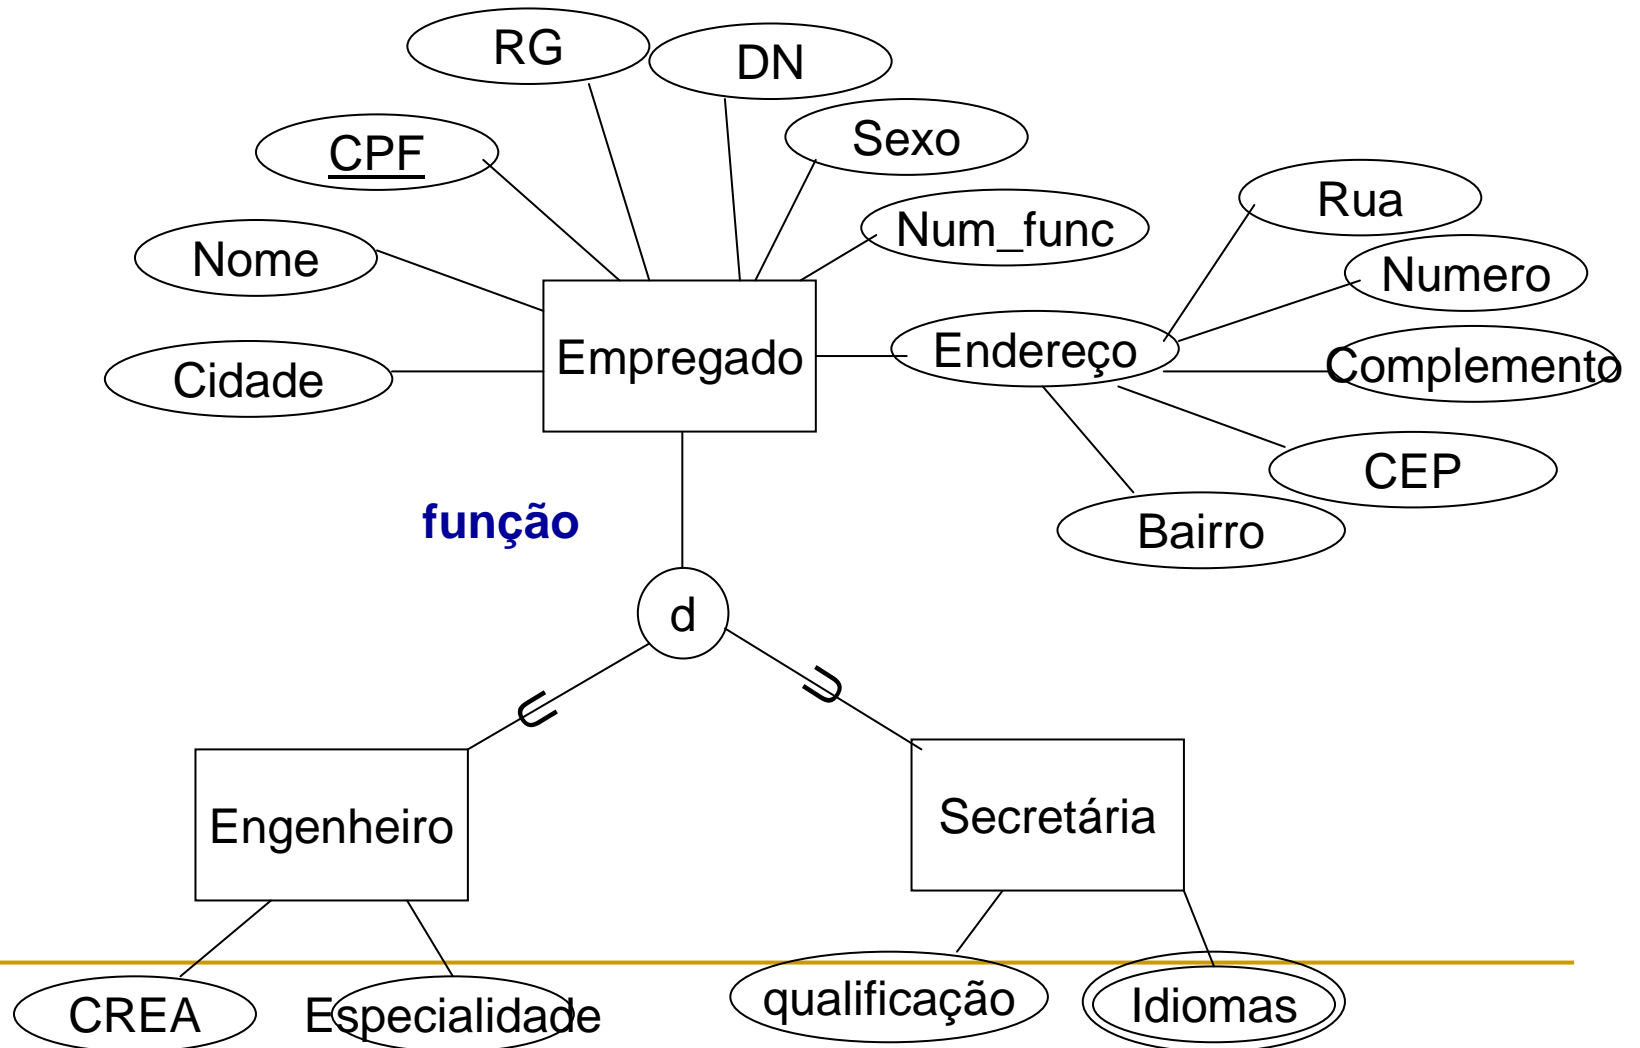 RG
DN
CPF
Sexo
Rua
Nome
Num_func
Numero
Cidade
Empregado
Endereço
Complemento
CEP
função
Bairro
d
Engenheiro
Secretária
CREA
Especialidade
qualificação
Idiomas